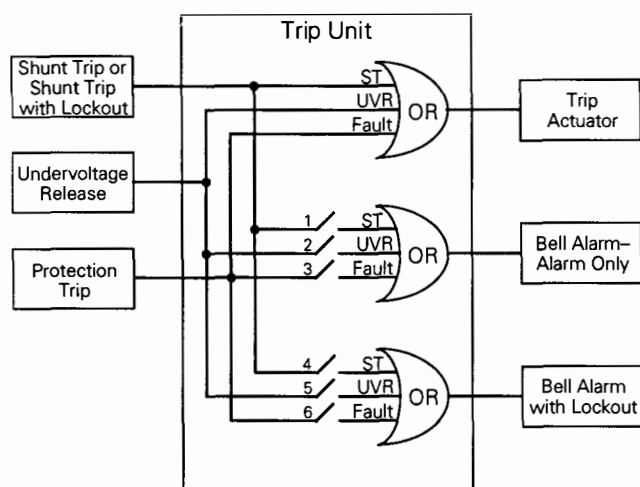 Trip Unit
Shunt Trip or
Shunt Trip
with Lockout
ST
UVR
Fault
OR
Trip
Actuator
Undervoltage
Release
1
ST
2
UVR
3
Fault
OR
Bell Alarm–
Alarm Only
Protection
Trip
4
ST
5
UVR
6
Fault
OR
Bell Alarm
with Lockout